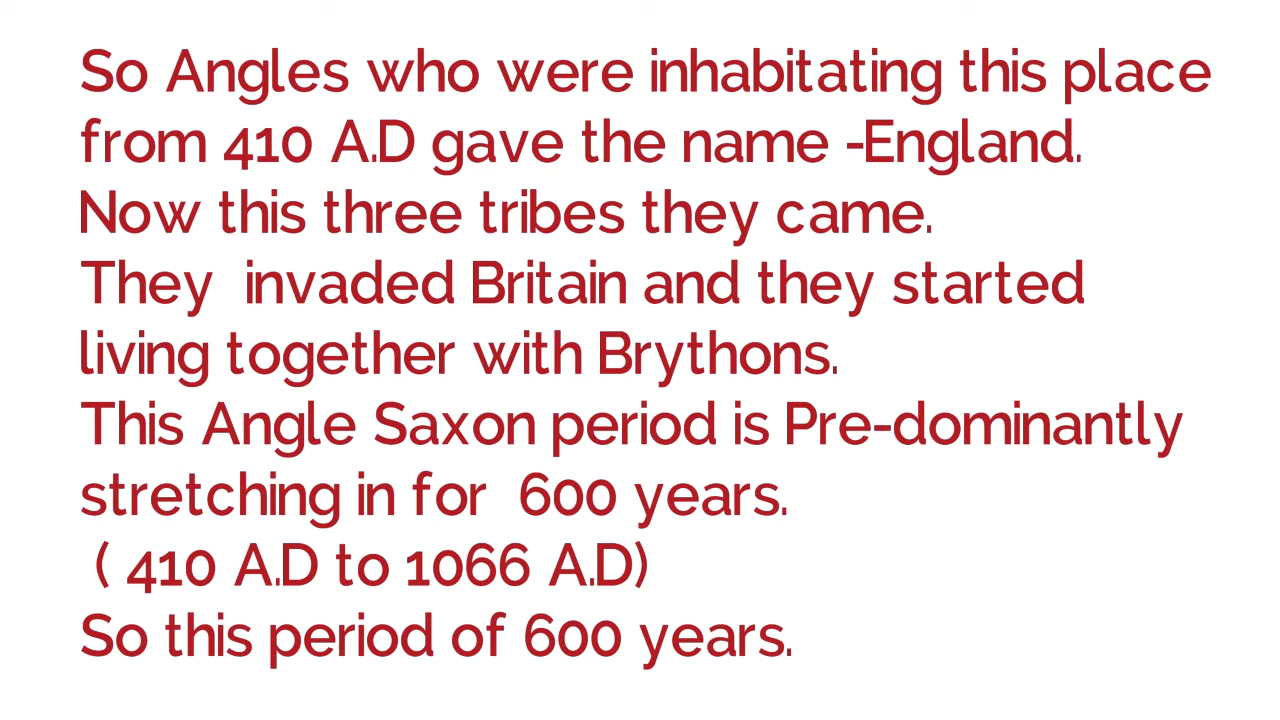 So Angles who were inhabitating this place
from 410 A.D gave the name -England.
Now this three tribes they came.
They  invaded Britain and they started
living together with Brythons.
This Angle Saxon period is Pre-dominantly
stretching in for  600 years.
( 410 A.D to 1066 A.D)
So this period of 600 years.